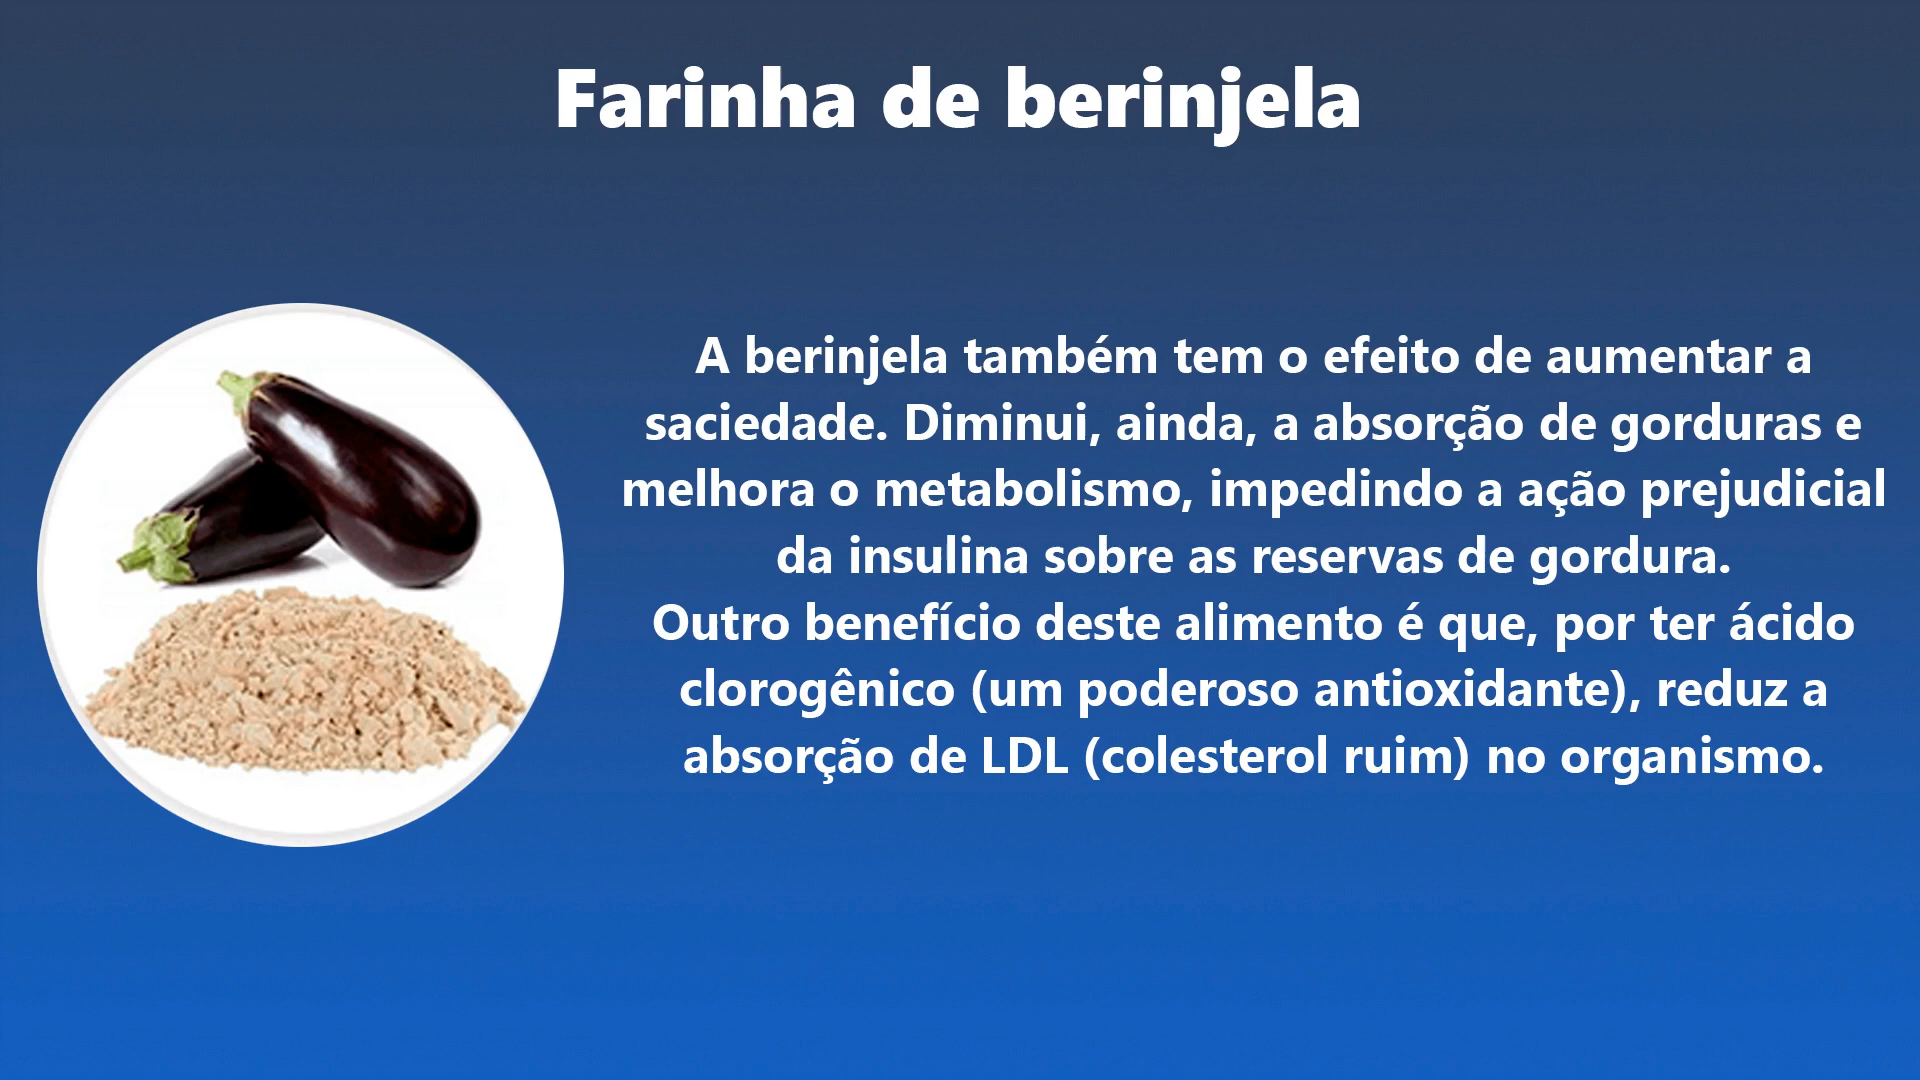 Farinha de berinjela
A berinjela também tem o efeito de aumentar a
saciedade. Diminui, ainda, a absorção de gorduras e
melhora o metabolismo, impedindo a ação prejudicial
da insulina sobre as reservas de gordura.
Outro benefício deste alimento é que, por ter ácido
clorogênico (um poderoso antioxidante), reduz a
absorção de LDL (colesterol ruim) no organismo.